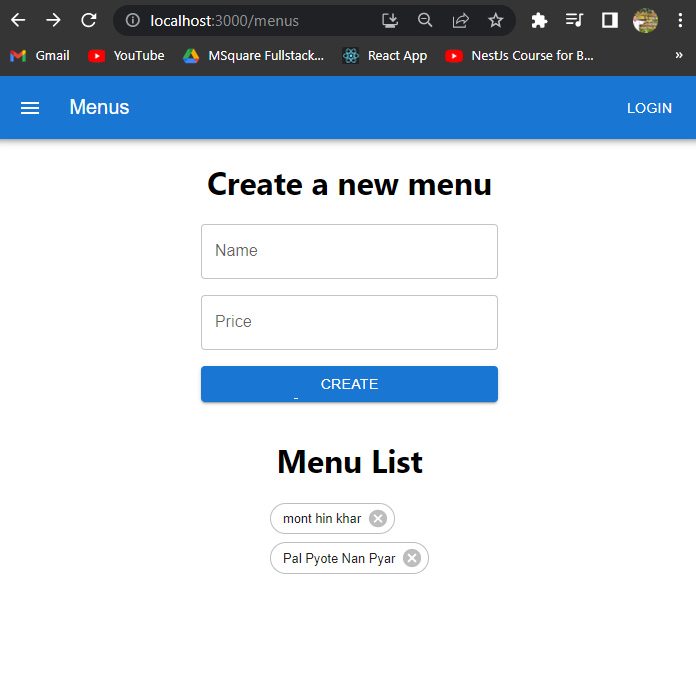 localhost:3000/menus
Gmail YouTube MSquare Fullstack... React App NestJs Course for B... »
Menus LOGIN
Create a new menu
Name
Price
CREATE
Menu List
mont hin khar
Pal Pyote Nan Pyar